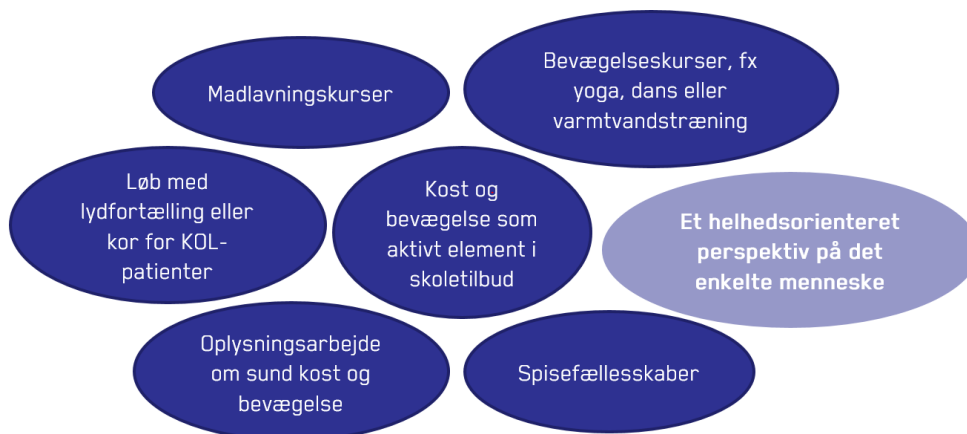 Madlavningskurser
Bevægelseskurser, fx
yoga, dans eller
varmtvandstræning
Løb med
lydfortælling eller
kor for KOL-
patienter
Kost og
bevægelse som
aktivt element i
skoletilbud
Et helhedsorienteret
perspektiv på det
enkelte menneske
Oplysningsarbejde
om sund kost og
bevægelse
Spisefællesskaber